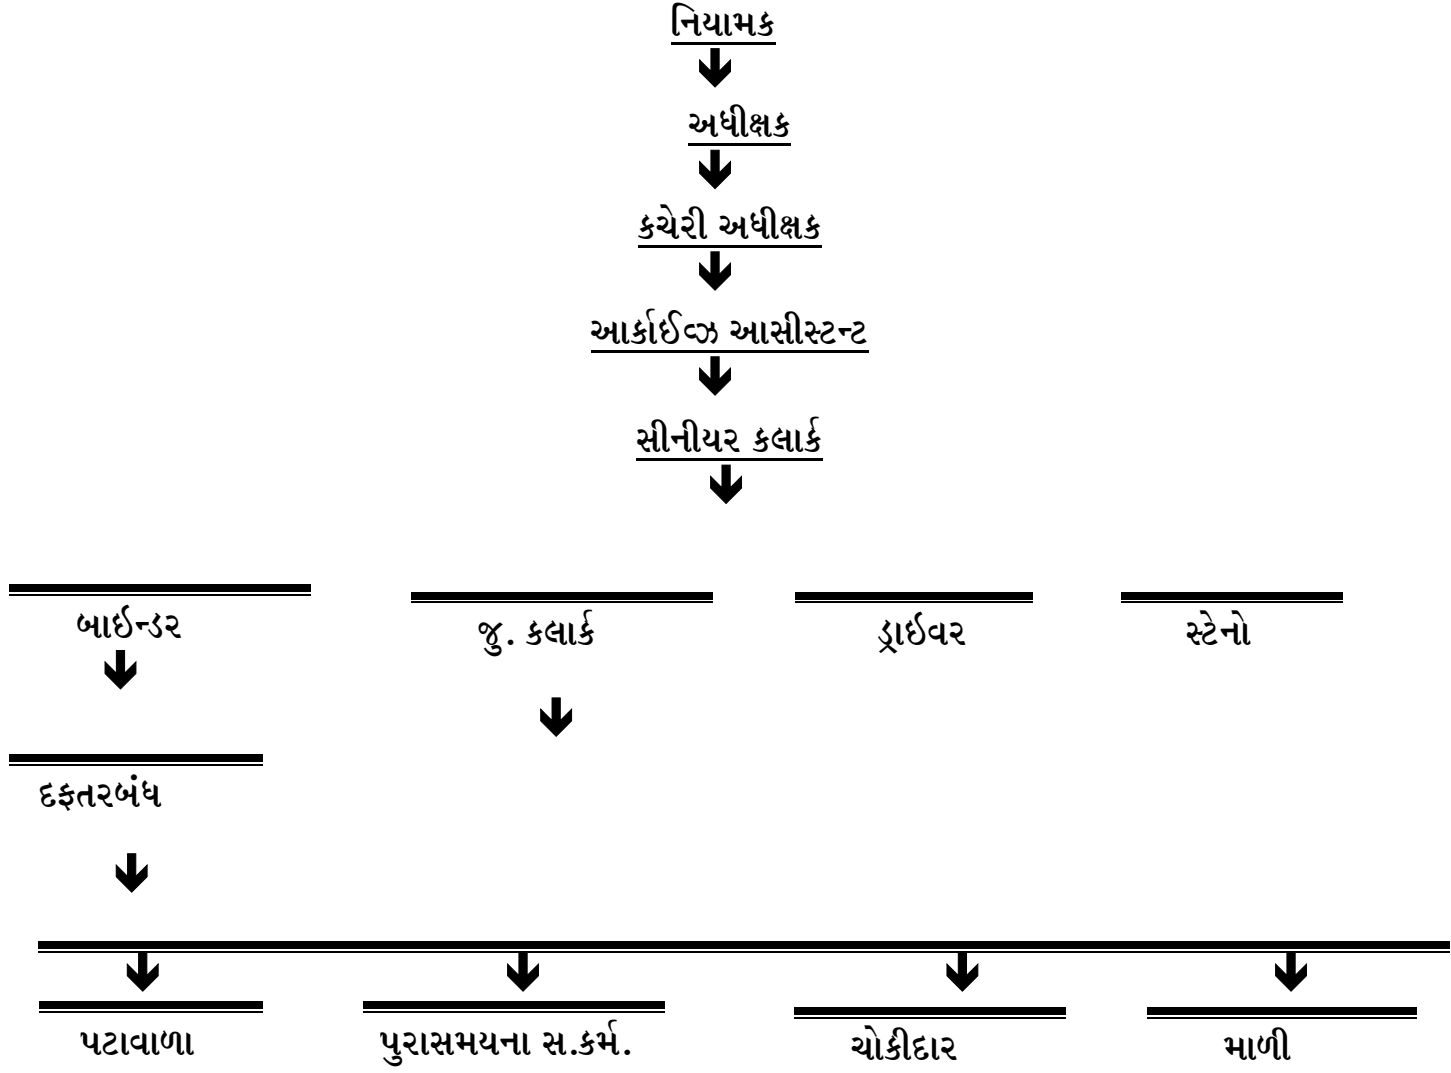 નિયામક
અધીક્ષક
કચેરી અધીક્ષક
આર્કાઈવ્ઝ આસીસ્ટન્ટ
સીનીયર કલાર્ક
બાઈન્ડર
જુ. કલાર્ક
ડ્રાઈવર
સ્ટેનો
દફતરબંધ
પટાવાળા
પુરાસમયના સ.કર્મ.
ચોકીદાર
માળી